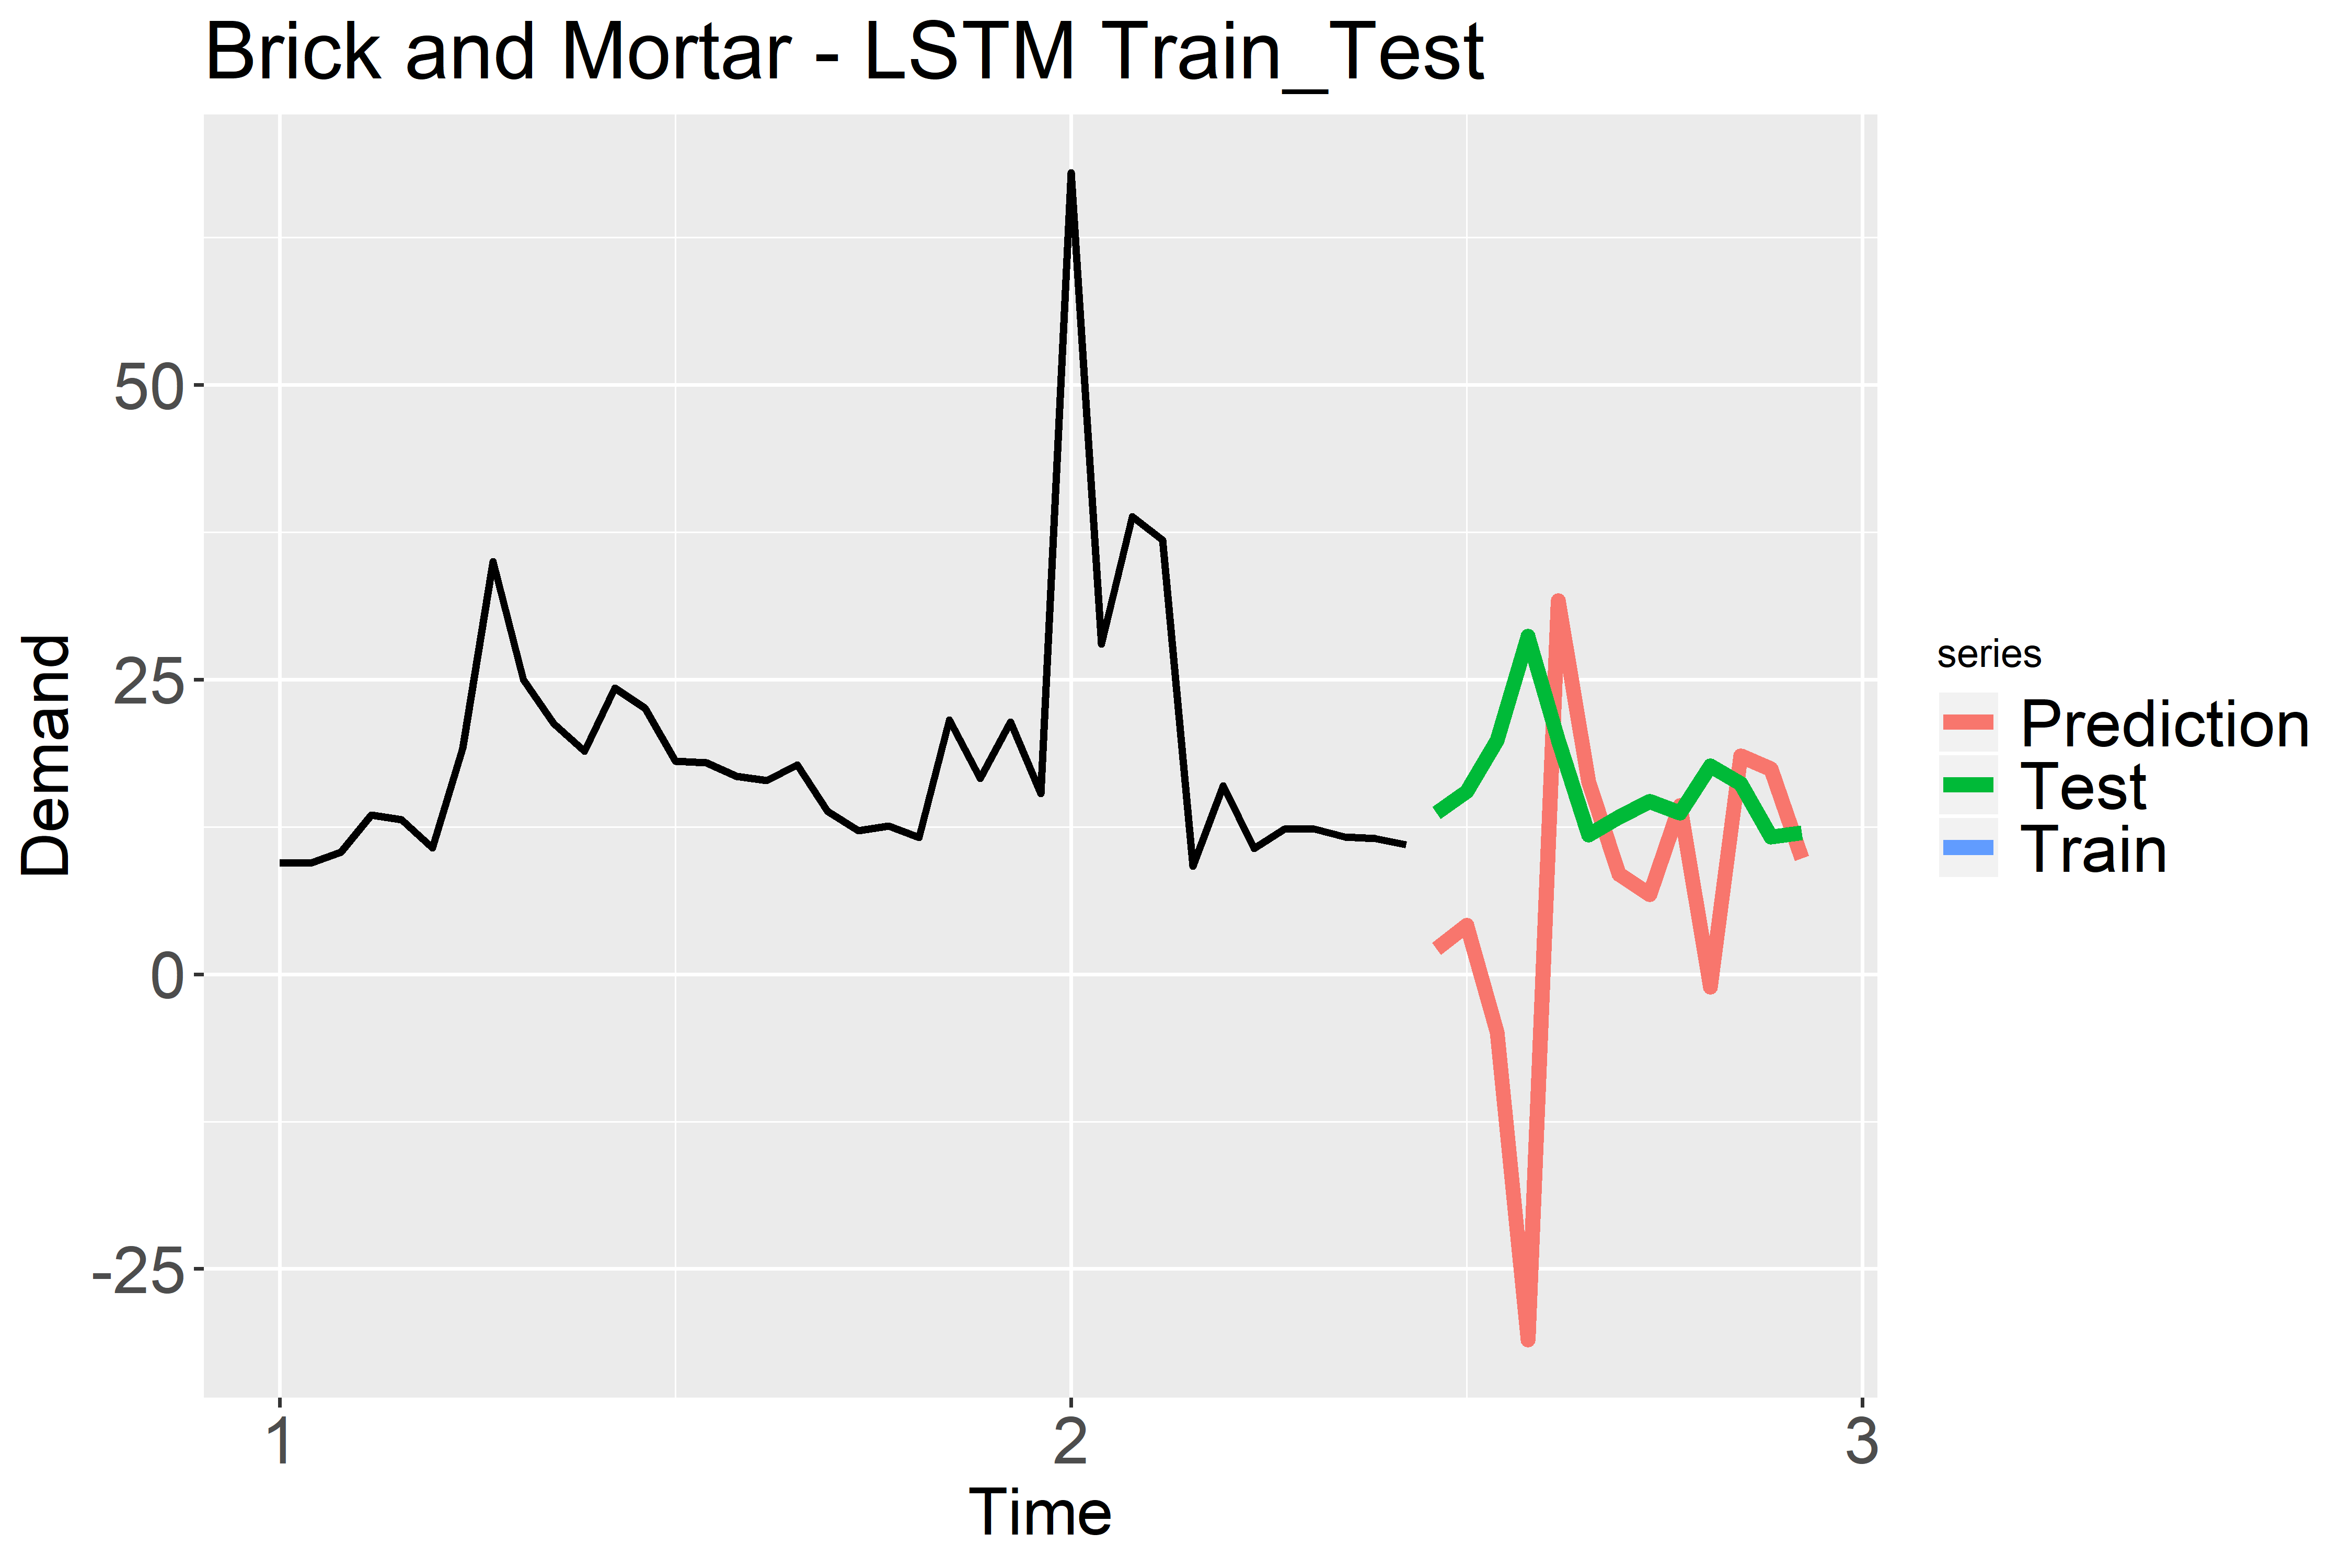 Brick and Mortar - LSTM Train_Test
Demand
50
25
0
-25
1
2
3
Time
series
Prediction
Test
Train